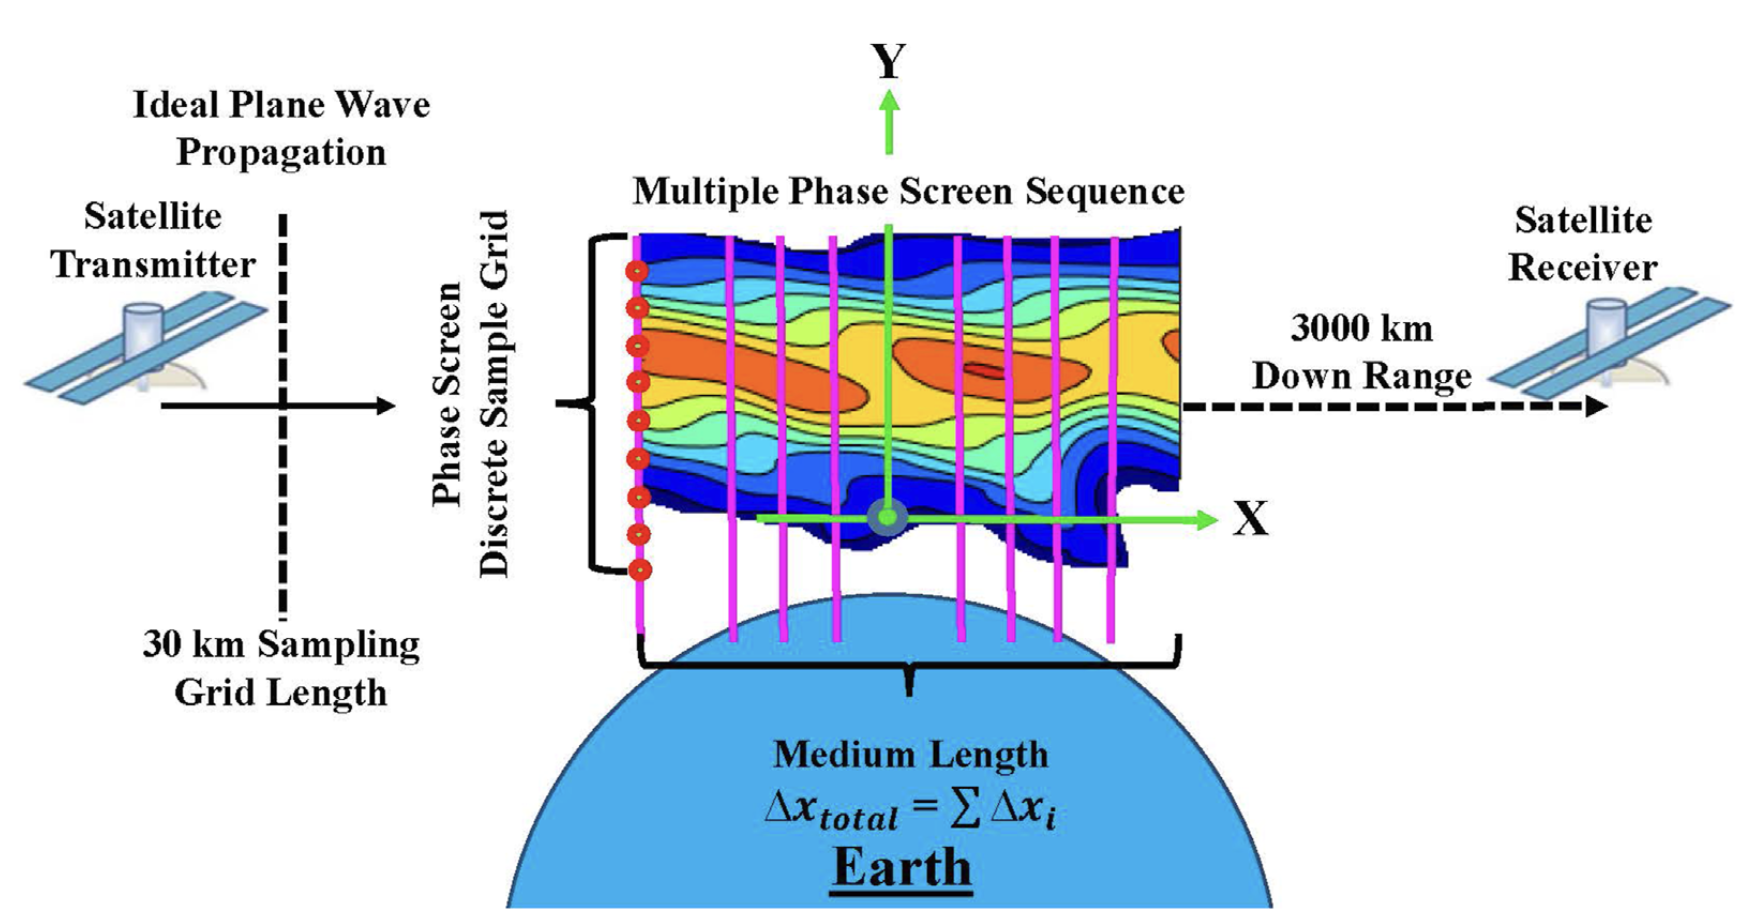 Y
Ideal Plane Wave
Propagation
Multiple Phase Screen Sequence
Satellite
Transmitter
Satellite
Receiver
Phase Screen
Discrete Sample Grid
3000 km
Down Range
X
30 km Sampling
Grid Length
Medium Length
Δx_total = ∑ Δx_i
Earth